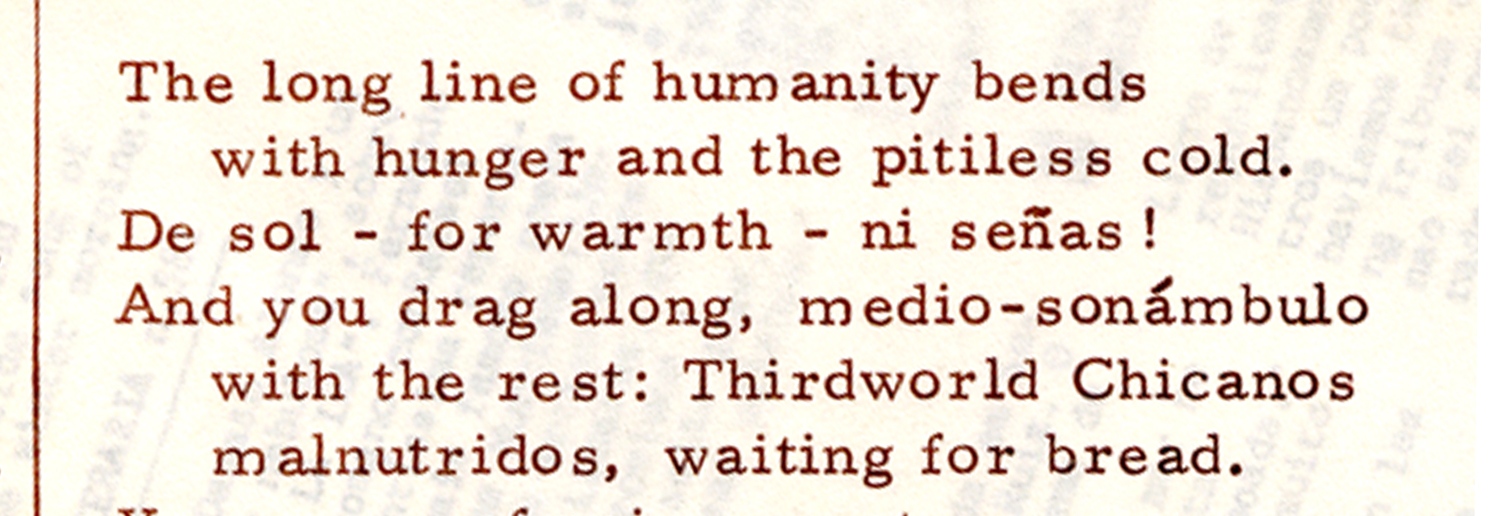 The long line of humanity bends
with hunger and the pitiless cold.
De sol - for warmth - ni señas !
And you drag along, medio-sonámbulo
with the rest: Thirdworld Chicanos
malnutridos, waiting for bread.